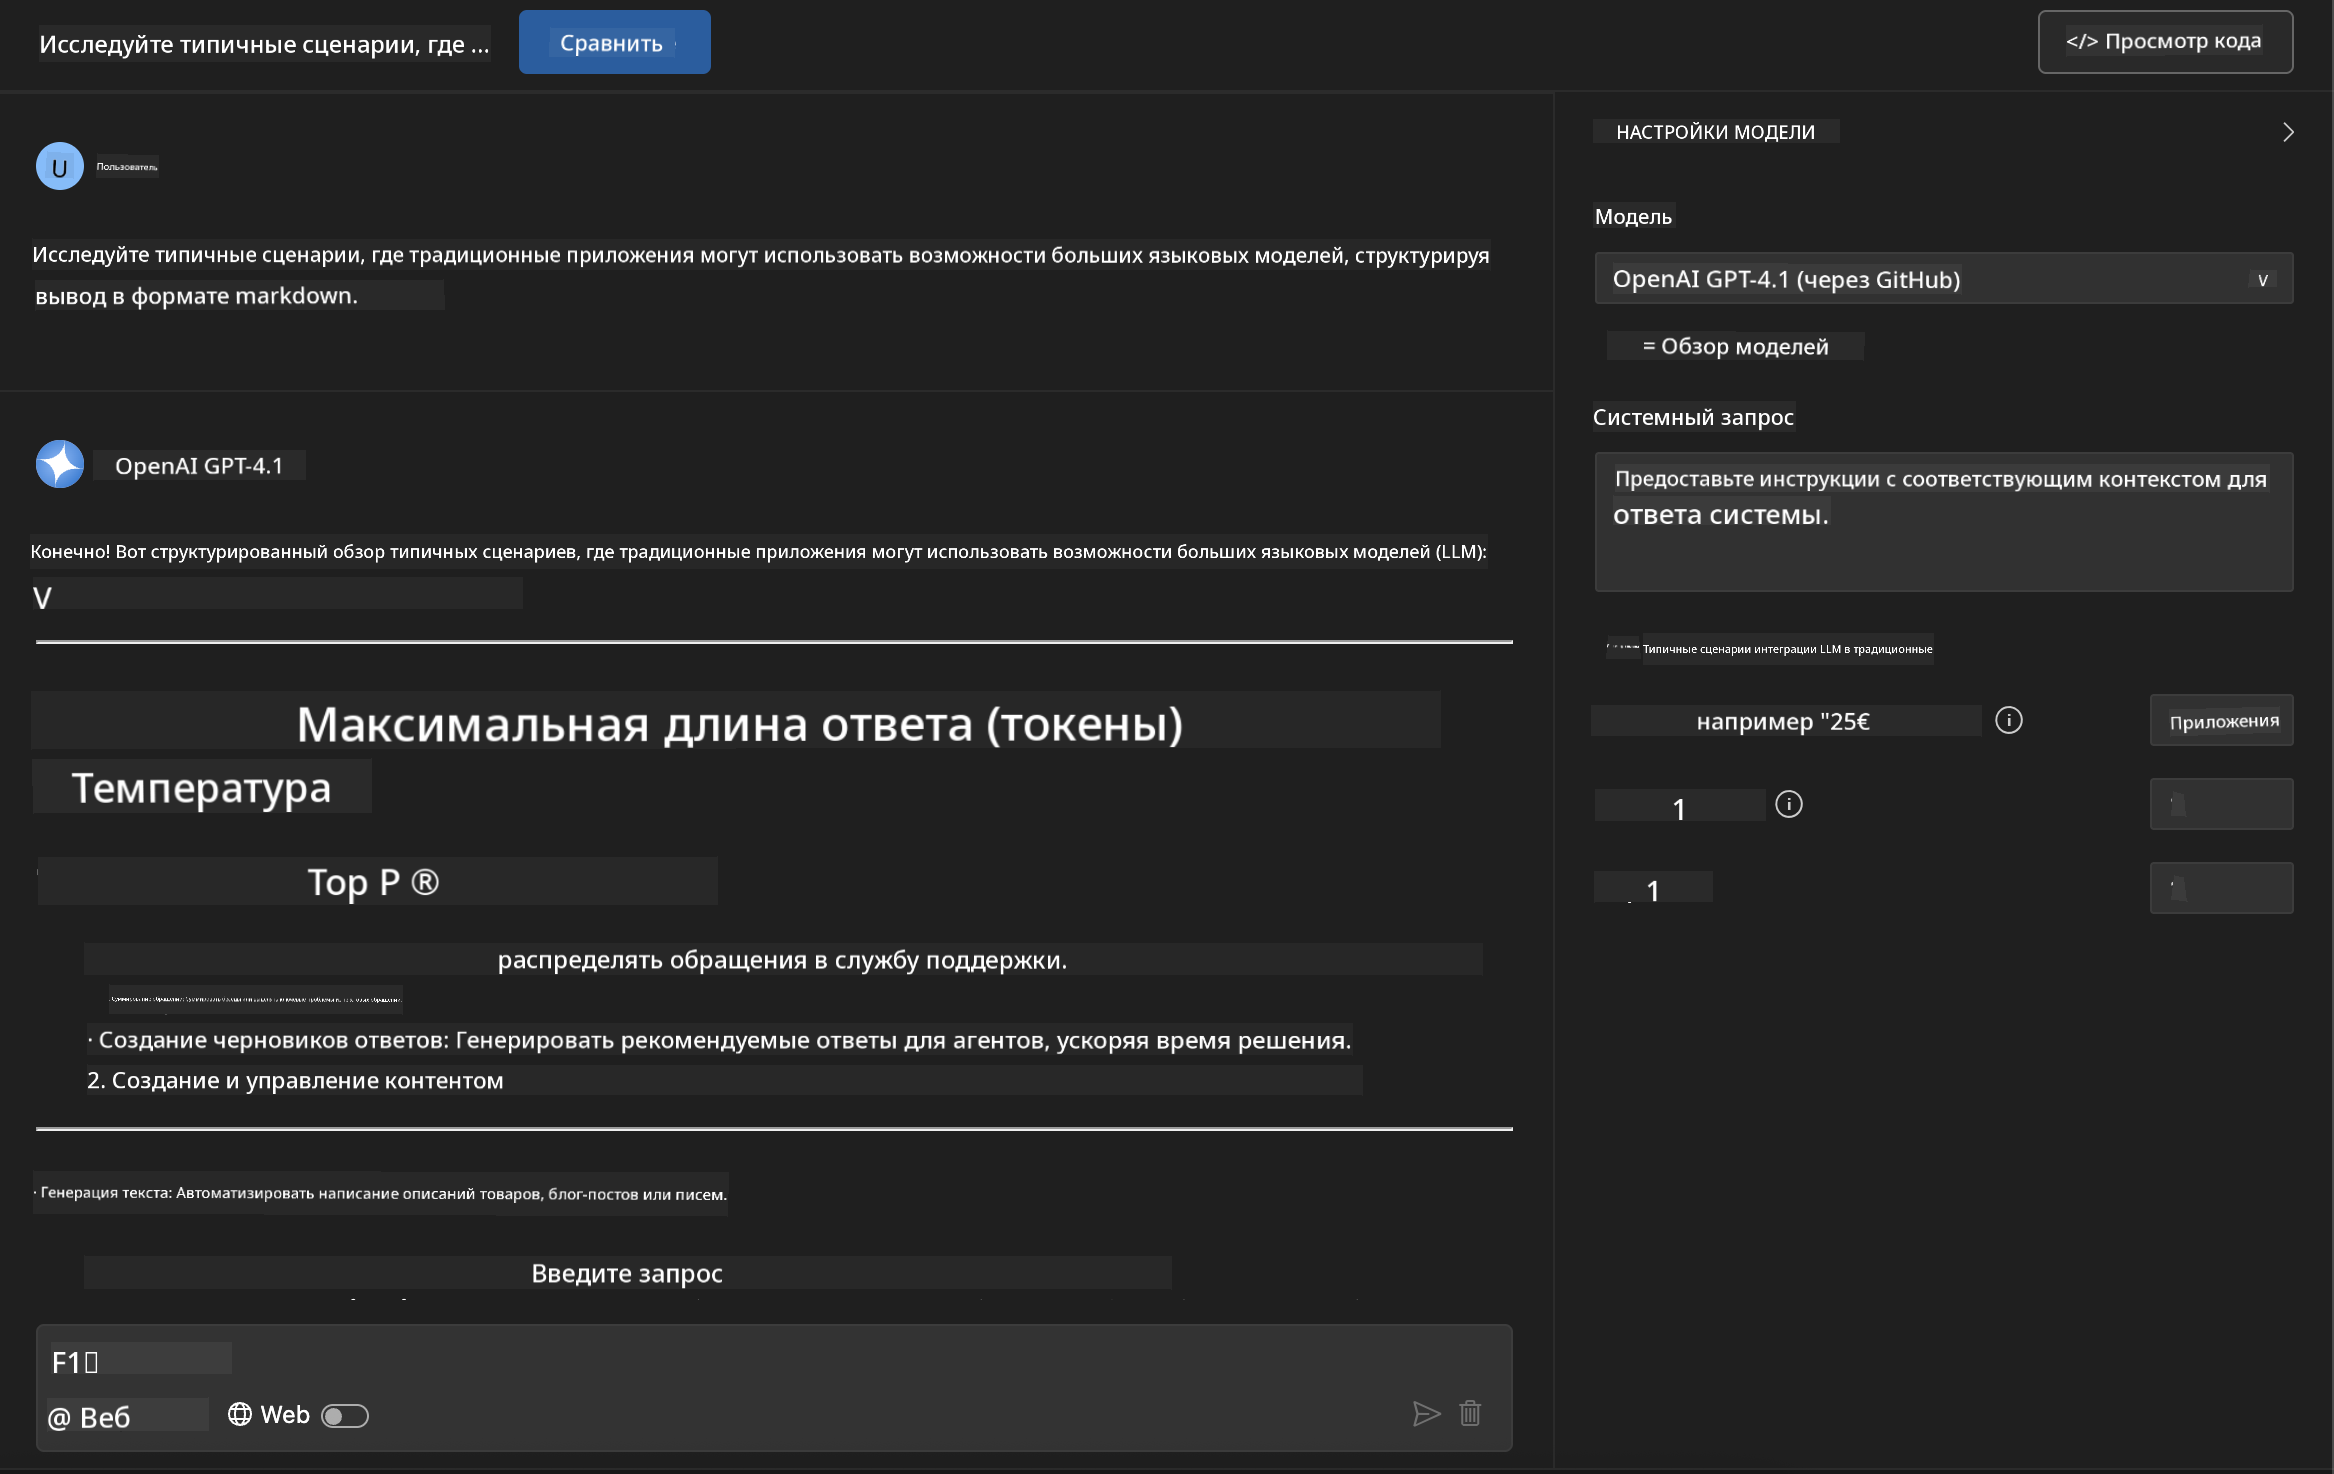 Исследуйте типичные сценарии, где ...
Сравнить
</> Просмотр кода
U
Пользователь
Исследуйте типичные сценарии, где традиционные приложения могут использовать возможности больших языковых моделей, структурируя
вывод в формате markdown.
OpenAI GPT-4.1
Конечно! Вот структурированный обзор типичных сценариев, где традиционные приложения могут использовать возможности больших языковых моделей (LLM):
V
Максимальная длина ответа (токены)
Температура
Top P ®
распределять обращения в службу поддержки.
· Создание черновиков ответов: Генерировать рекомендуемые ответы для агентов, ускоряя время решения.
2. Создание и управление контентом
· Генерация текста: Автоматизировать написание описаний товаров, блог-постов или писем.
Введите запрос
F1
@ Веб
Web
НАСТРОЙКИ МОДЕЛИ
Модель
OpenAI GPT-4.1 (через GitHub)
v
= Обзор моделей
Системный запрос
Предоставьте инструкции с соответствующим контекстом для
ответа системы.
Типичные сценарии интеграции LLM в традиционные
например "25€
Приложения
1
1